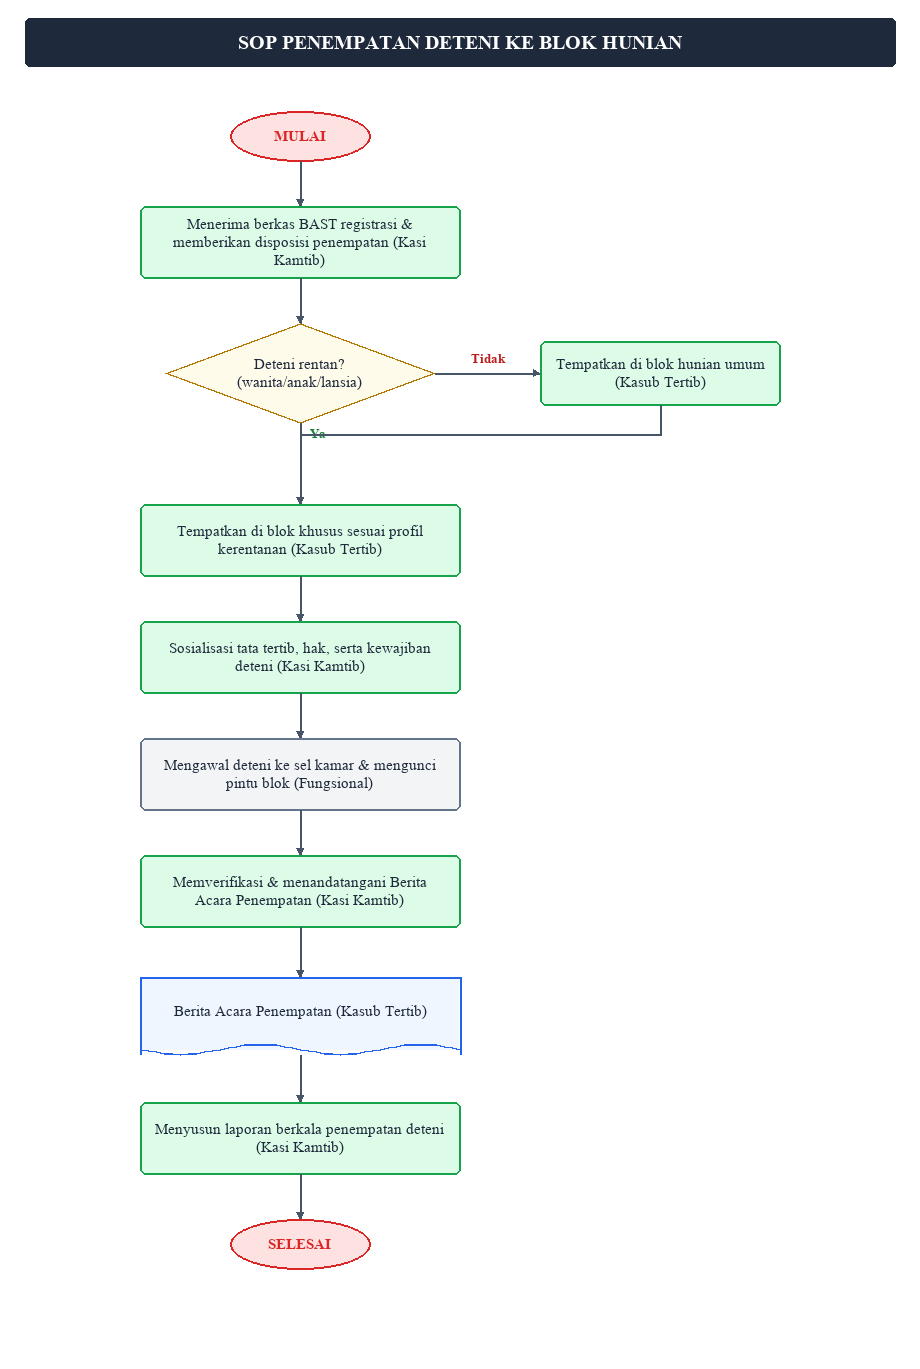 SOP PENEMPATAN DETENI KE BLOK HUNIAN
MULAI
Menerima berkas BAST registrasi &
memberikan disposisi penempatan (Kasi
Kamtib)
Deteni rentan?
(wanita/anak/lansia)
Tidak
Tempatkan di blok hunian umum
(Kasub Tertib)
Ya
Tempatkan di blok khusus sesuai profil
kerentanan (Kasub Tertib)
Sosialisasi tata tertib, hak, serta kewajiban
deteni (Kasi Kamtib)
Mengawal deteni ke sel kamar & mengunci
pintu blok (Fungsional)
Memverifikasi & menandatangani Berita
Acara Penempatan (Kasi Kamtib)
Berita Acara Penempatan (Kasub Tertib)
Menyusun laporan berkala penempatan deteni
(Kasi Kamtib)
SELESAI